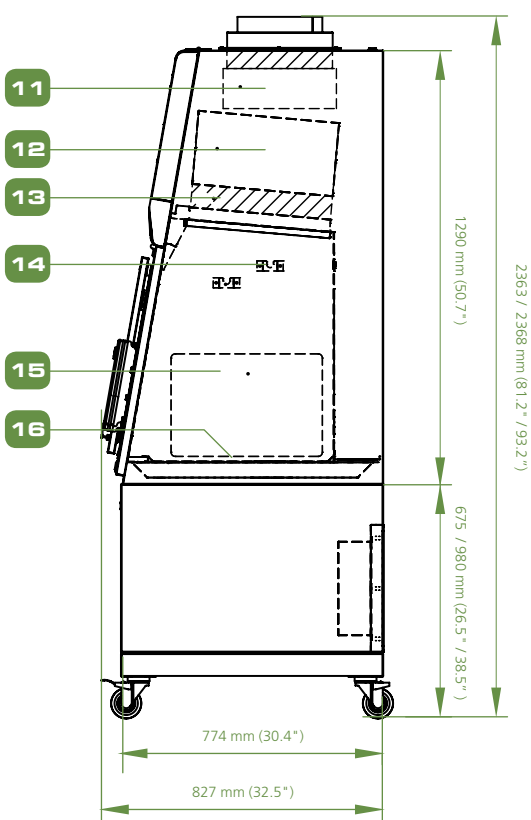 11
12
13
14
15
16
1290 mm (50.7")
2363 / 2368 mm (81.2" / 93.2")
675 / 980 mm (26.5" / 38.5")
774 mm (30.4")
827 mm (32.5")